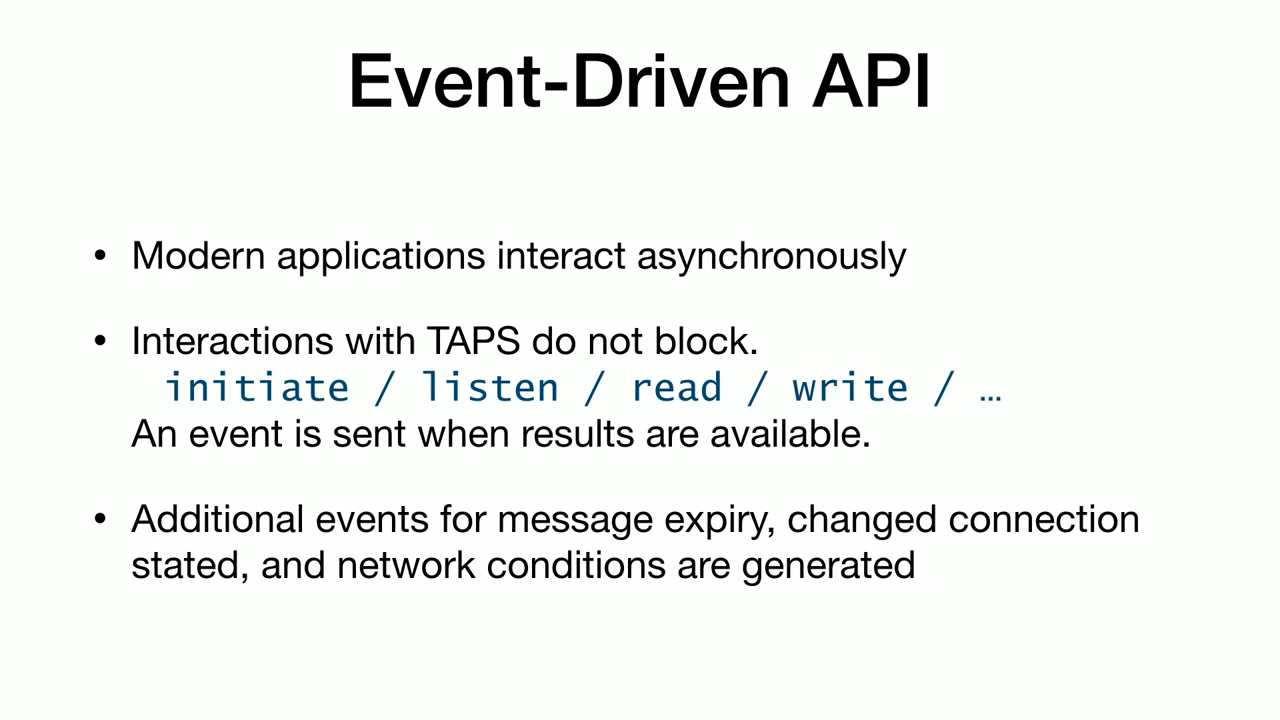 Event-Driven API
• Modern applications interact asynchronously
• Interactions with TAPS do not block.
initiate / listen / read / write / …
An event is sent when results are available.
• Additional events for message expiry, changed connection
stated, and network conditions are generated